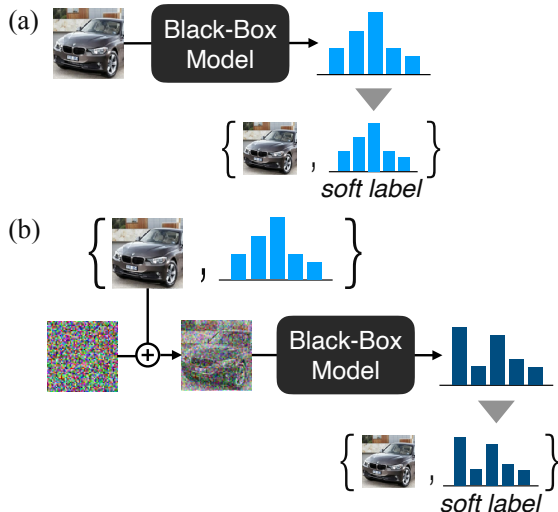 (a)
Black-Box
Model
{ , }
soft label
(b)
{ , }
+
Black-Box
Model
{ , }
soft label